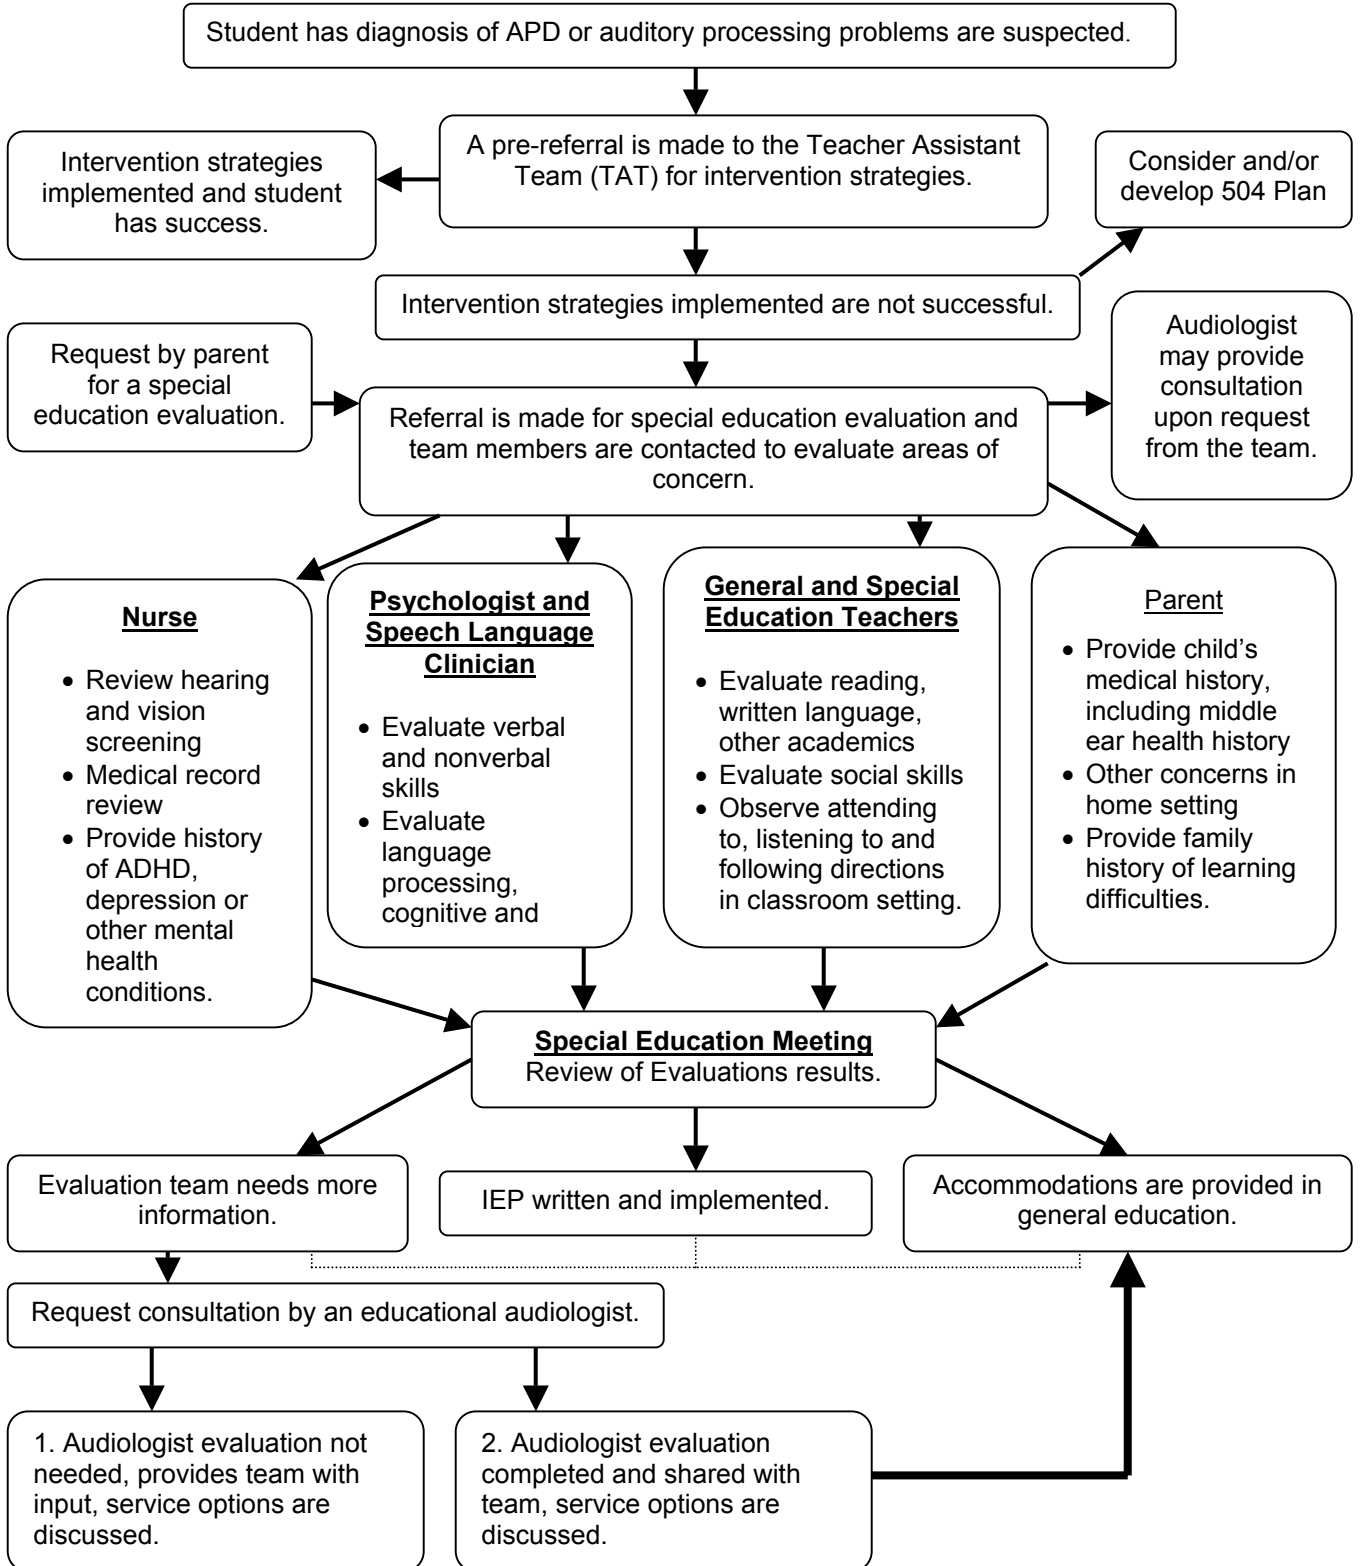 Student has diagnosis of APD or auditory processing problems are suspected.
A pre-referral is made to the Teacher Assistant
Team (TAT) for intervention strategies.
Intervention strategies
implemented and student
has success.
Consider and/or
develop 504 Plan
Intervention strategies implemented are not successful.
Request by parent
for a special
education evaluation.
Referral is made for special education evaluation and
team members are contacted to evaluate areas of
concern.
Audiologist
may provide
consultation
upon request
from the team.
Nurse
• Review hearing
and vision
screening
• Medical record
review
• Provide history
of ADHD,
depression or
other mental
health
conditions.
Psychologist and
Speech Language
Clinician
• Evaluate verbal
and nonverbal
skills
• Evaluate
language
processing,
cognitive and
General and Special
Education Teachers
• Evaluate reading,
written language,
other academics
• Evaluate social skills
• Observe attending
to, listening to and
following directions
in classroom setting.
Parent
• Provide child’s
medical history,
including middle
ear health history
• Other concerns in
home setting
• Provide family
history of learning
difficulties.
Special Education Meeting
Review of Evaluations results.
Evaluation team needs more
information.
IEP written and implemented.
Accommodations are provided in
general education.
Request consultation by an educational audiologist.
1. Audiologist evaluation not
needed, provides team with
input, service options are
discussed.
2. Audiologist evaluation
completed and shared with
team, service options are
discussed.